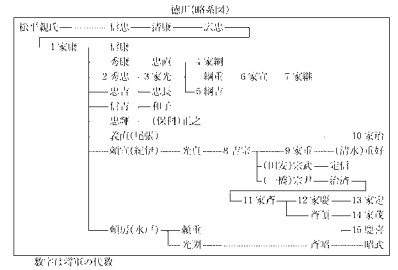 徳川(略系図)
松平親氏 ………… 信忠 清康 広忠
1家康 信康
秀康 忠直 4家綱
2秀忠 3家光 綱重 6家宣 7家継
忠吉 忠長 5綱吉
信吉 和子
忠輝 (保科)正之
義直(尾張) 10家治
頼宣(紀伊) 光貞 8吉宗 9家重 (清水)重好
(田安)宗武 定信
(一橋)宗尹 治済
11家斉 12家慶 13家定
斉順 14家茂
頼房(水戸) 頼重 15慶喜
光圀 ………… 斉昭 昭武
数字は将軍の代数